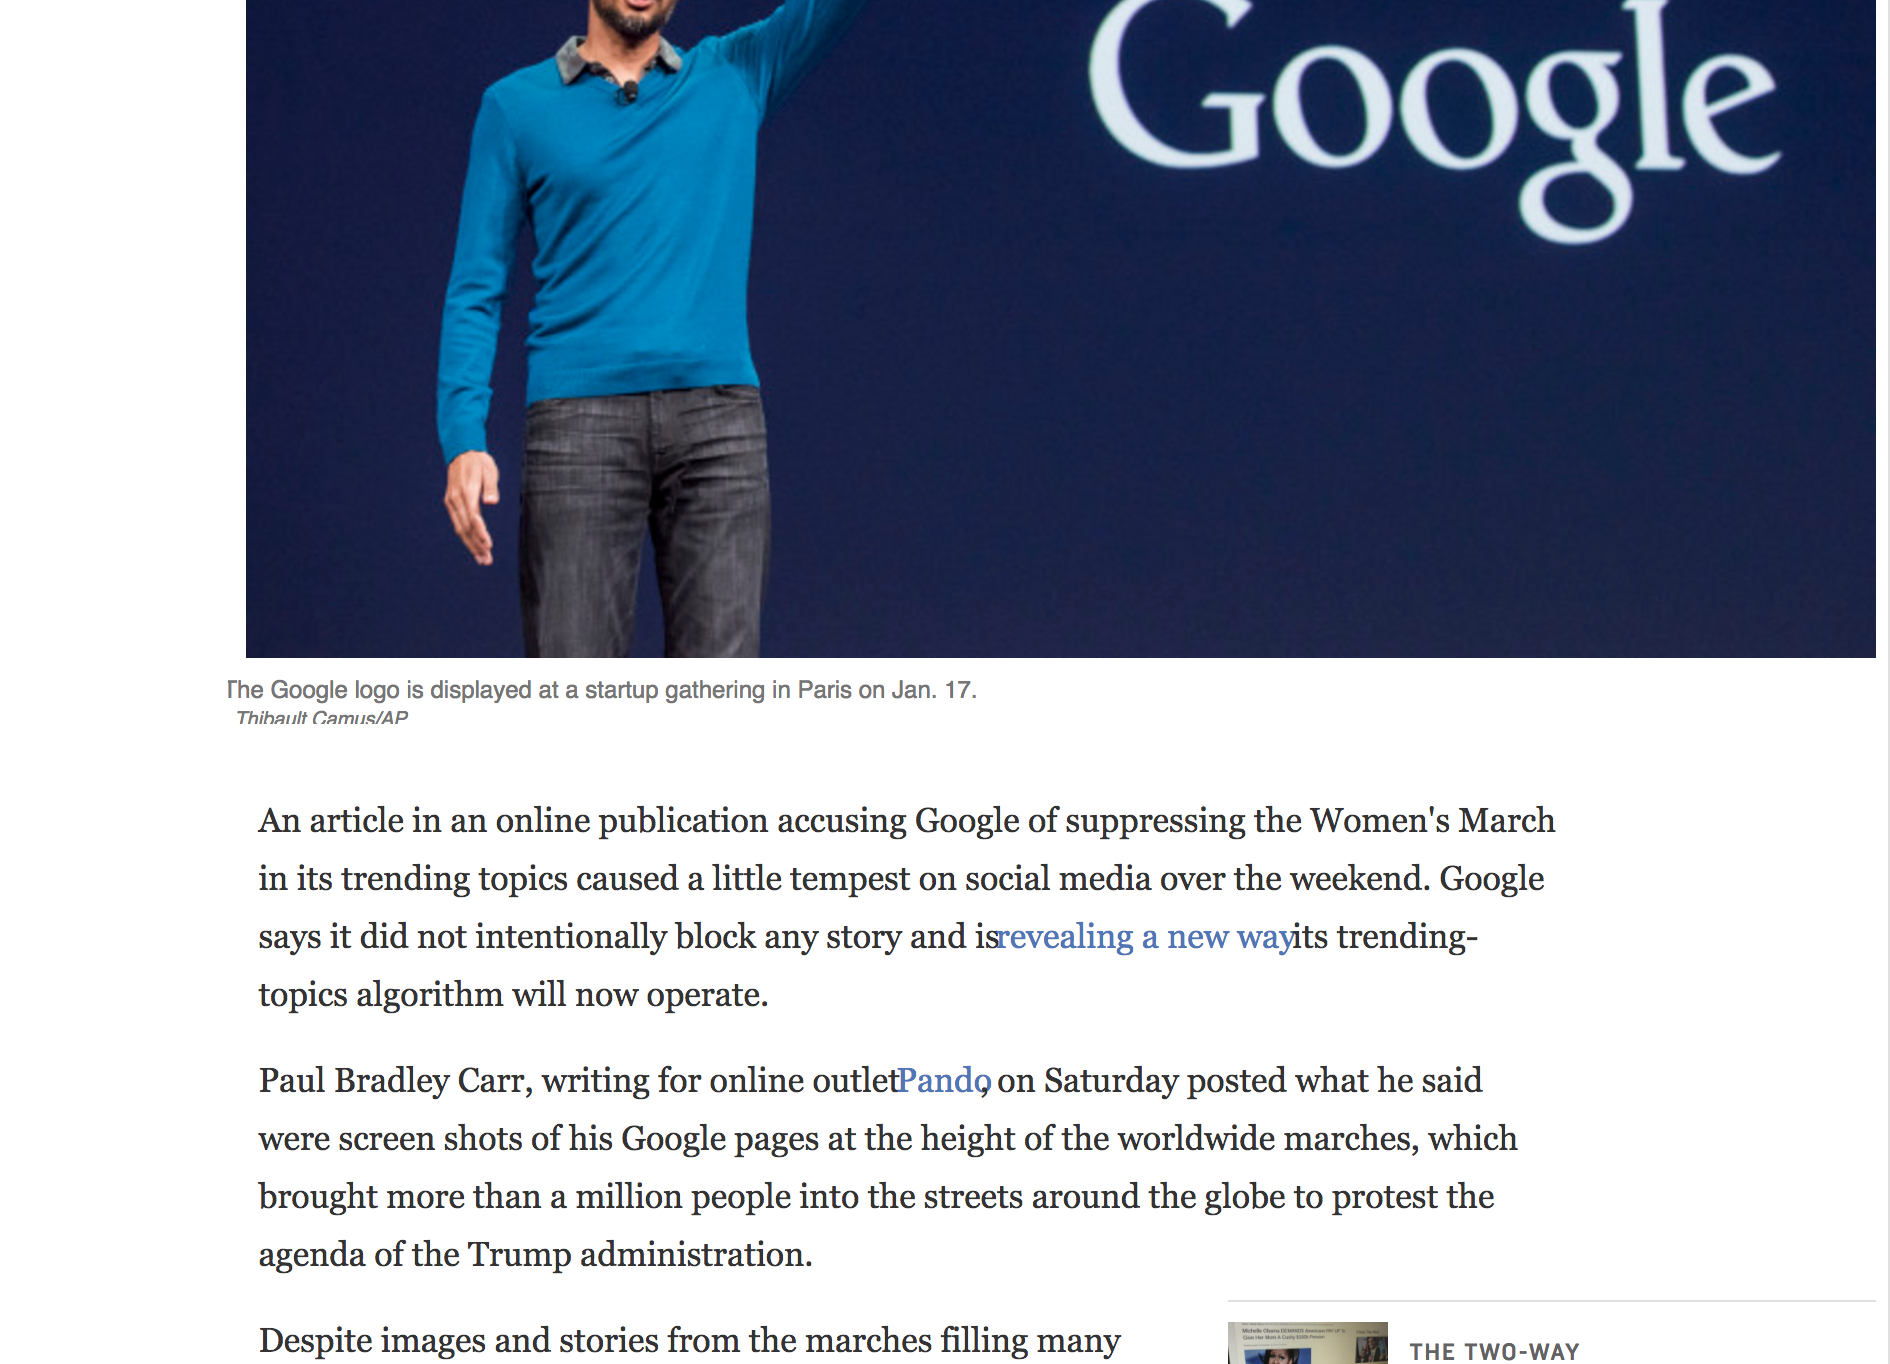 Google
The Google logo is displayed at a startup gathering in Paris on Jan. 17.
Thibault Camus/AP
An article in an online publication accusing Google of suppressing the Women's March
in its trending topics caused a little tempest on social media over the weekend. Google
says it did not intentionally block any story and is revealing a new way its trending-
topics algorithm will now operate.
Paul Bradley Carr, writing for online outlet Pando, on Saturday posted what he said
were screen shots of his Google pages at the height of the worldwide marches, which
brought more than a million people into the streets around the globe to protest the
agenda of the Trump administration.
Despite images and stories from the marches filling many
THE TWO-WAY